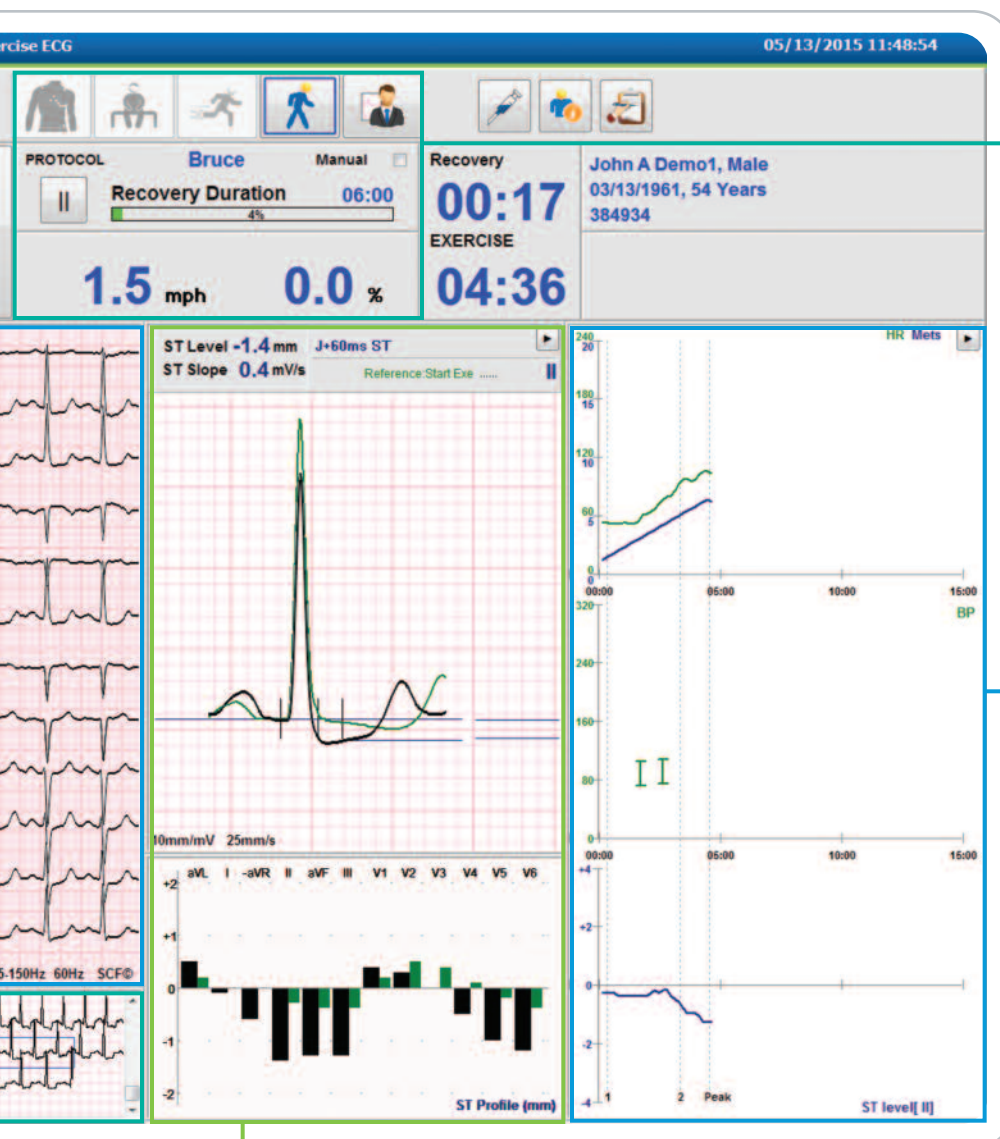 rcise ECG
05/13/2015 11:48:54
PROTOCOL Bruce Manual
Recovery Duration 06:00
4%
1.5 mph 0.0 %
Recovery
00:17
EXERCISE
04:36
John A Demo1, Male
03/13/1961, 54 Years
384934
5-150Hz 60Hz SCF©
ST Level -1.4 mm J+60ms ST
ST Slope 0.4 mV/s Reference:Start Exe ......
10mm/mV 25mm/s
aVL I -aVR II aVF III V1 V2 V3 V4 V5 V6
+2
+1
0
-1
-2
ST Profile (mm)
HR Mets
240
20
180
15
120
10
60
5
0
0
00:00 05:00 10:00 15:00
BP
320
240
160
80
0
00:00 05:00 10:00 15:00
+4
+2
0
-2
-4
1 2 Peak
ST level[ II]